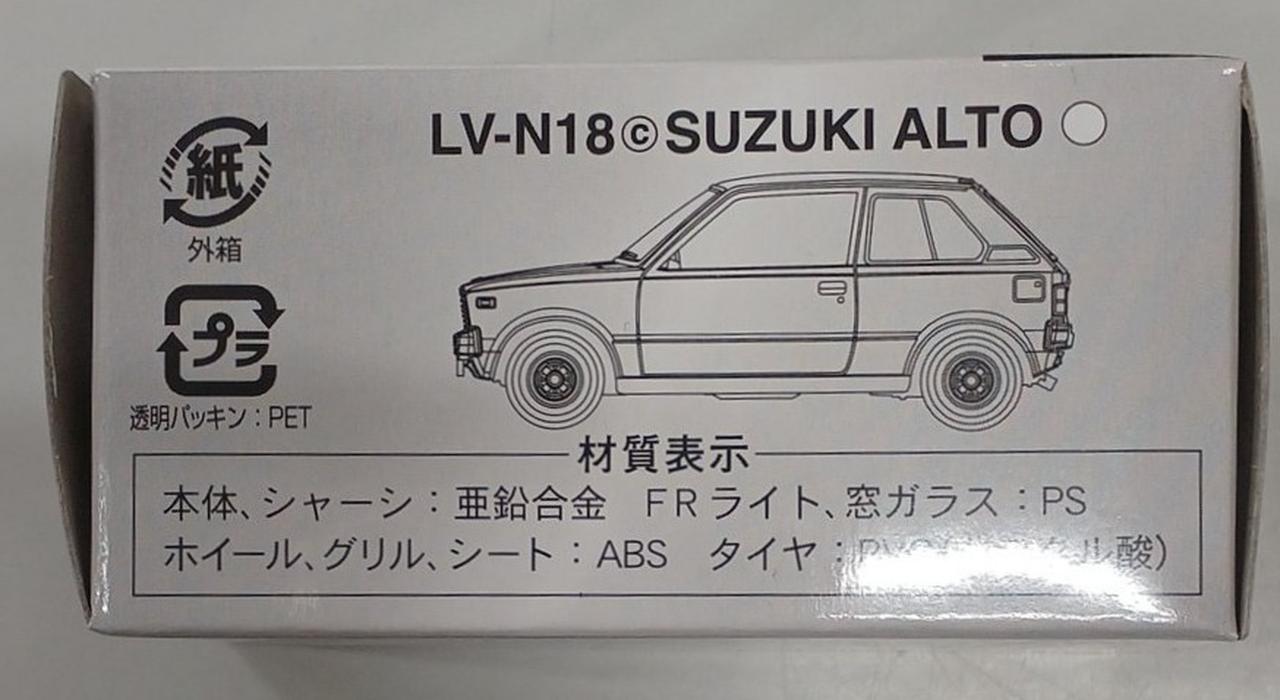 LV-N18©SUZUKI ALTO
紙
外箱
プラ
透明パッキン：PET
材質表示
本体、シャーシ：亜鉛合金 FRライト、窓ガラス：PS
ホイール、グリル、シート：ABS タイヤ：